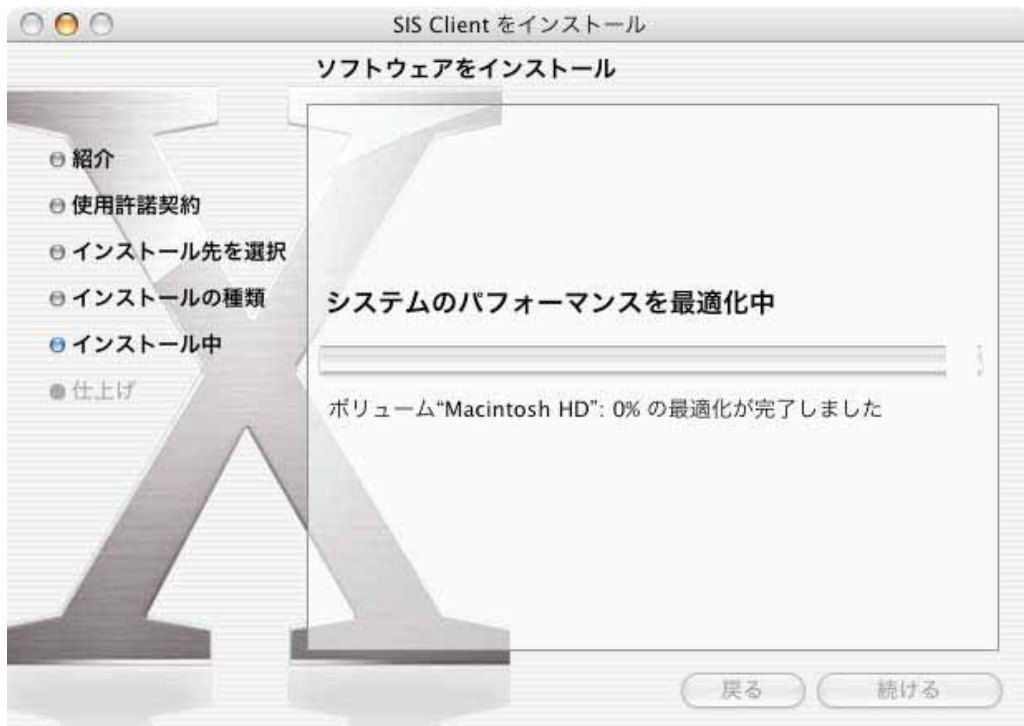 SIS Client をインストール
ソフトウェアをインストール
紹介
使用許諾契約
インストール先を選択
インストールの種類
インストール中
仕上げ
システムのパフォーマンスを最適化中
ボリューム“Macintosh HD”: 0% の最適化が完了しました
戻る
続ける